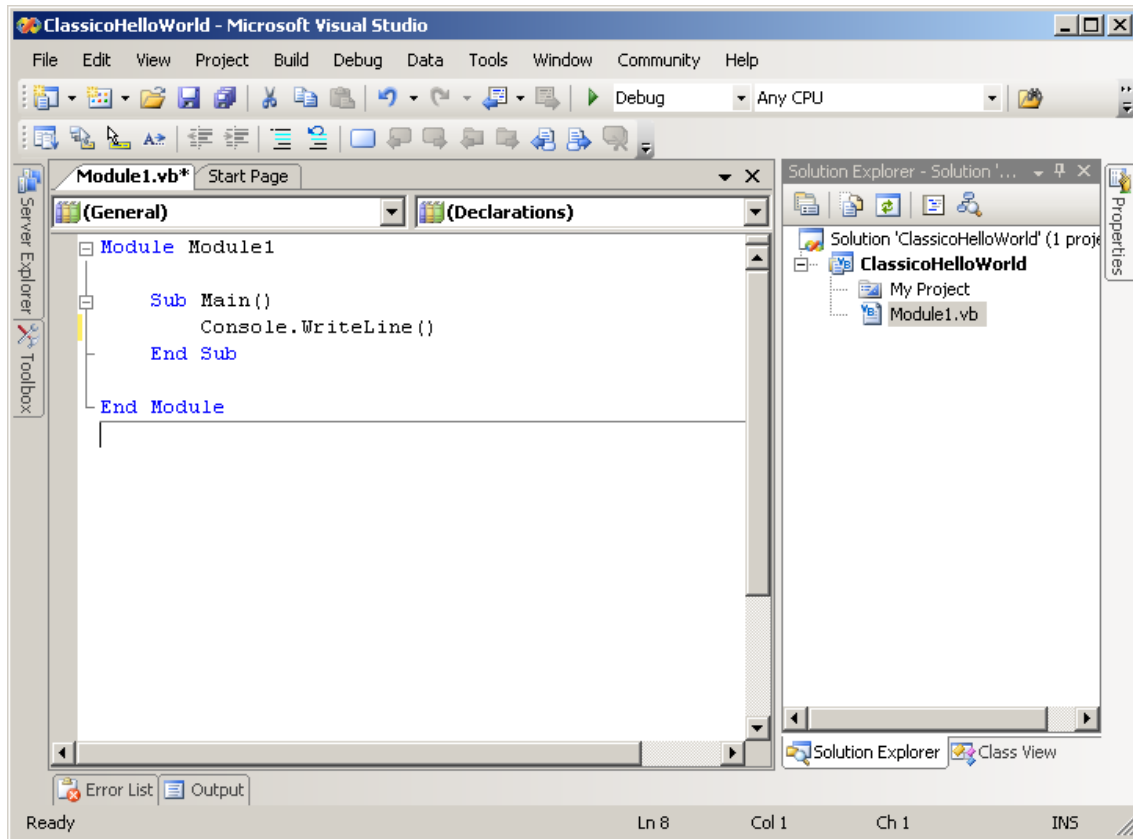 ClassicoHelloWorld - Microsoft Visual Studio
File Edit View Project Build Debug Data Tools Window Community Help
Debug Any CPU
Module1.vb* Start Page
(General) (Declarations)
Module Module1
Sub Main()
Console.WriteLine()
End Sub
End Module
Server Explorer
Toolbox
Solution Explorer - Solution '...
Solution 'ClassicoHelloWorld' (1 proje
ClassicoHelloWorld
My Project
Module1.vb
Properties
Solution Explorer Class View
Error List Output
Ready Ln 8 Col 1 Ch 1 INS